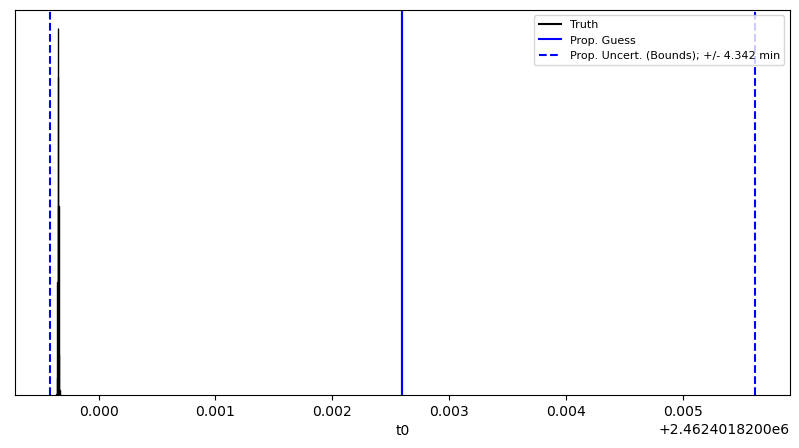 Truth
Prop. Guess
Prop. Uncert. (Bounds); +/- 4.342 min
0.000 0.001 0.002 0.003 0.004 0.005
t0
+2.4624018200e6